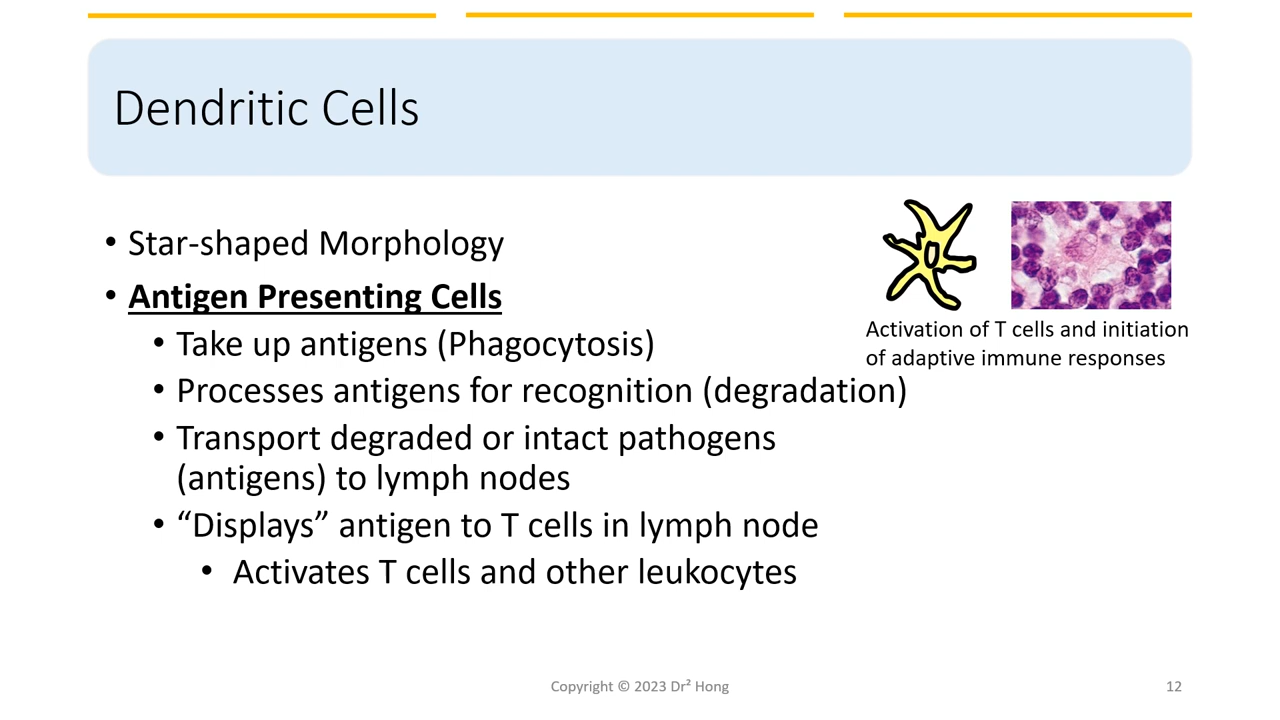 Dendritic Cells
• Star-shaped Morphology
• Antigen Presenting Cells
• Take up antigens (Phagocytosis)
• Processes antigens for recognition (degradation)
• Transport degraded or intact pathogens
(antigens) to lymph nodes
• “Displays” antigen to T cells in lymph node
• Activates T cells and other leukocytes
Activation of T cells and initiation
of adaptive immune responses
Copyright © 2023 Dr² Hong
12